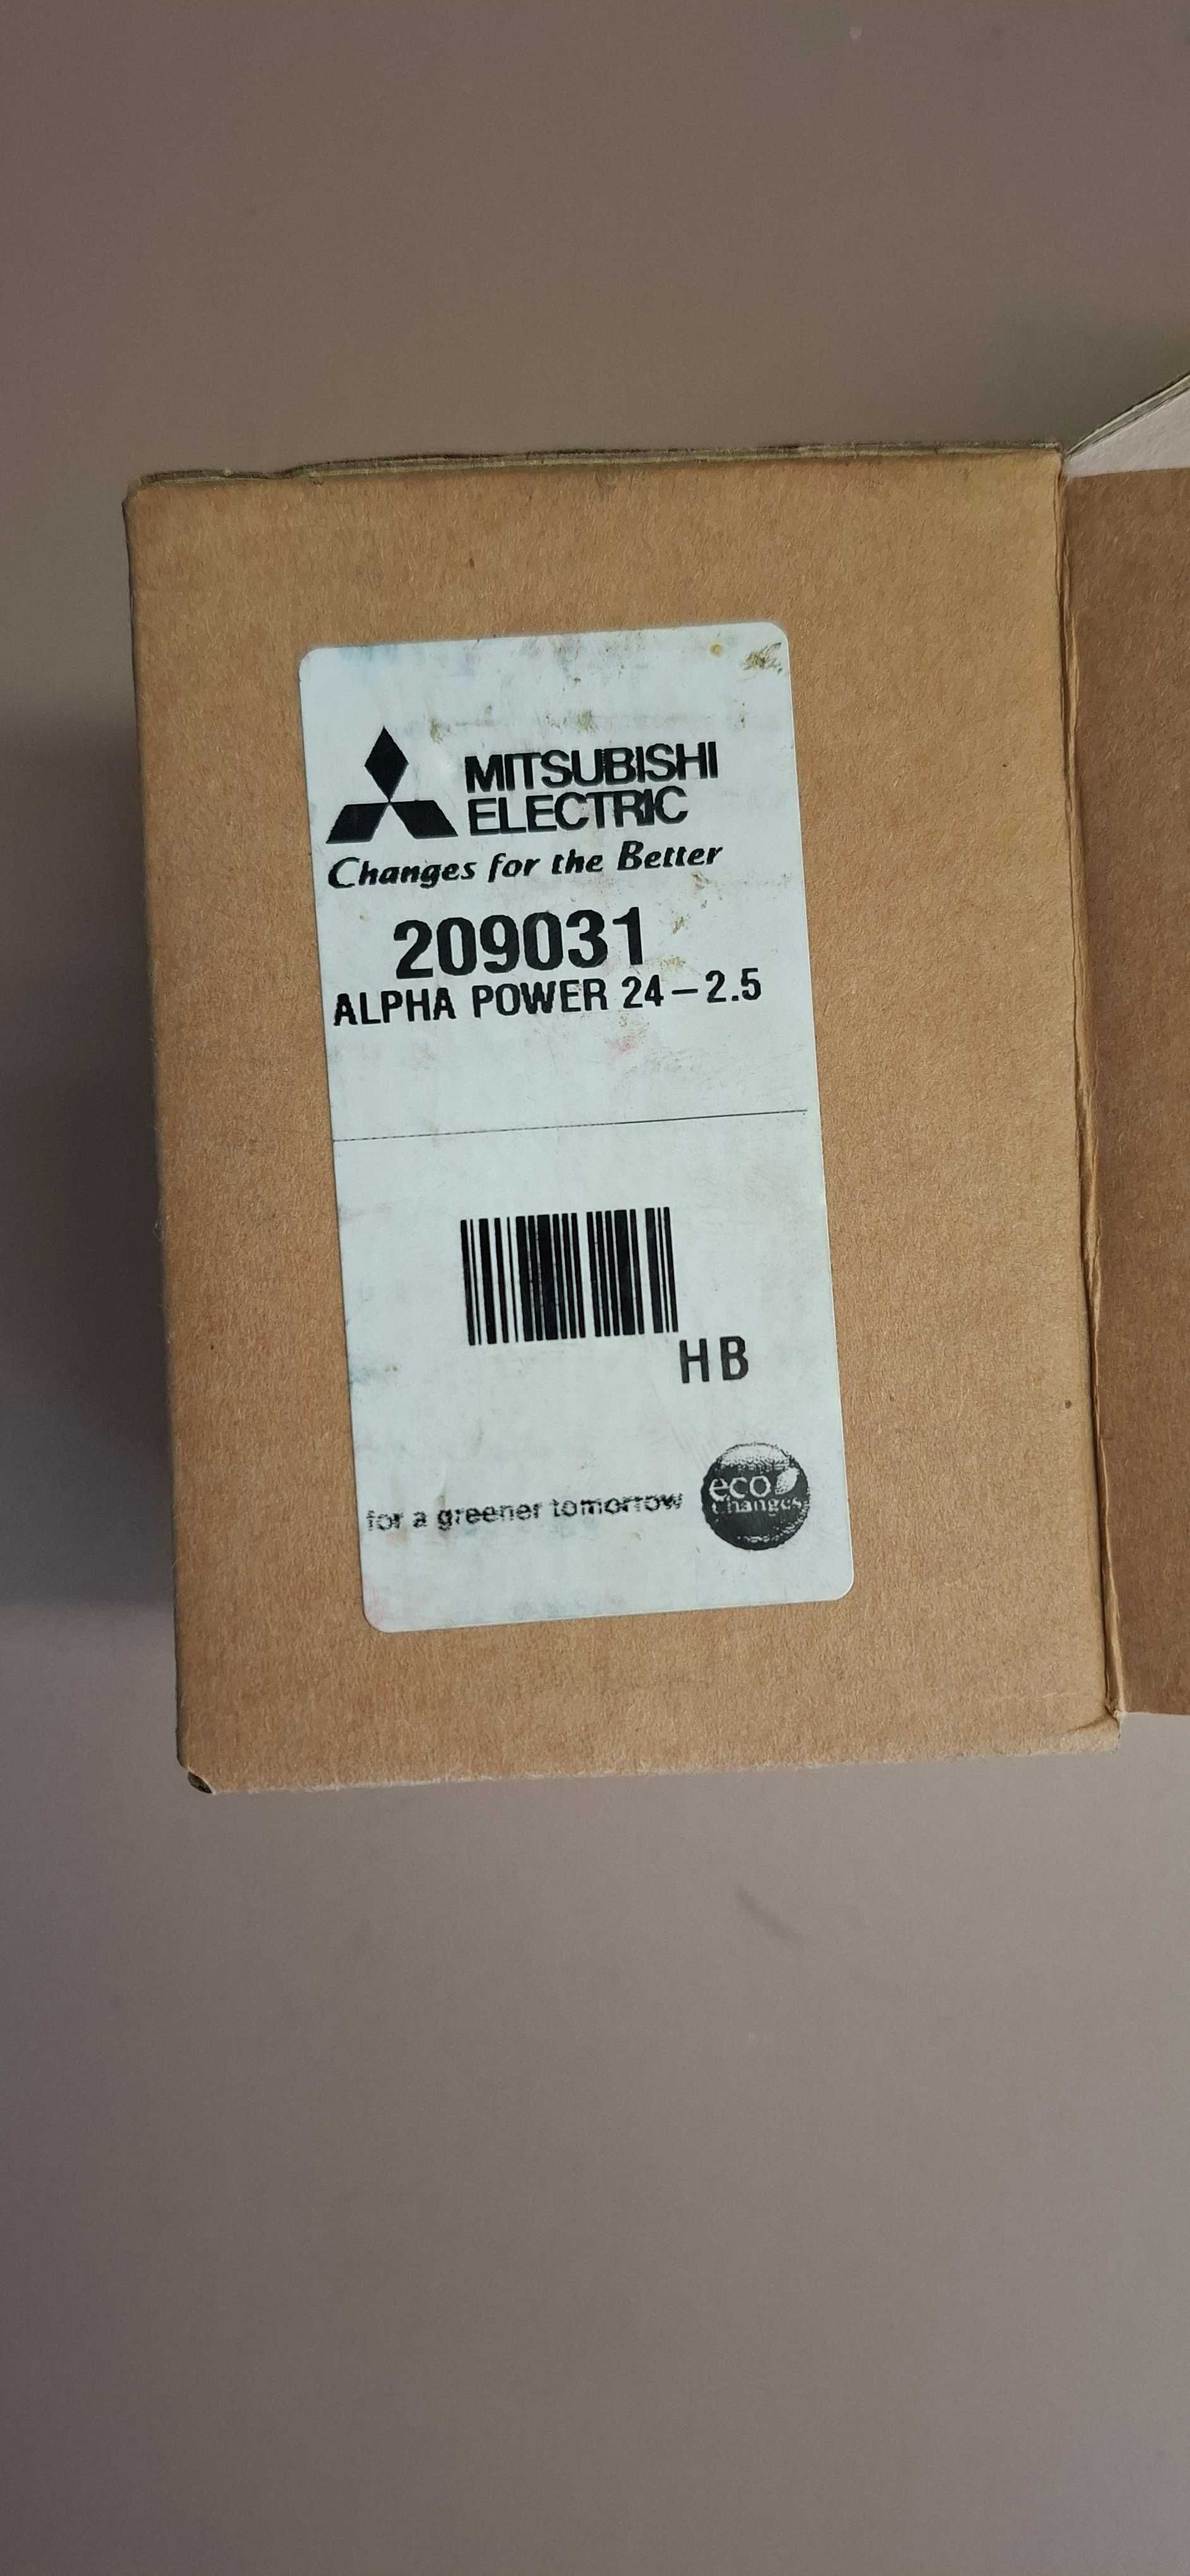 MITSUBISHI
ELECTRIC
Changes for the Better
209031
ALPHA POWER 24-2.5
HB
for a greener tomorrow
eco
Changes